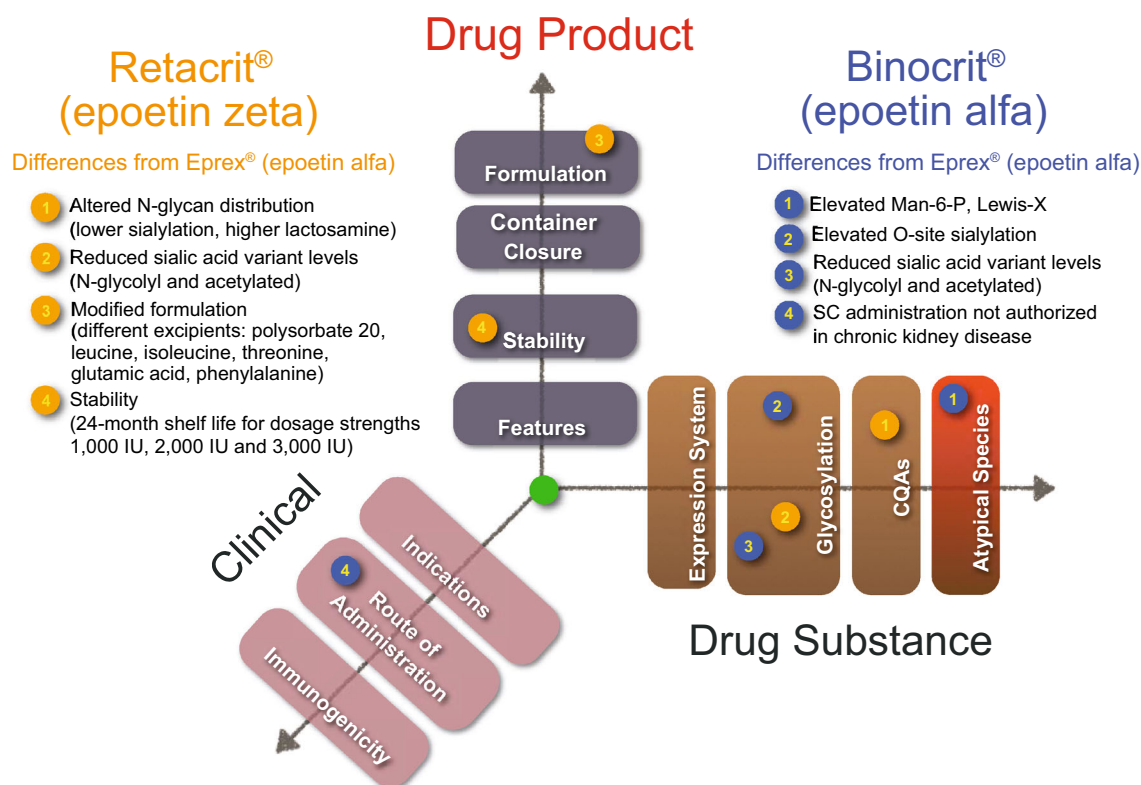 Drug Product
Retacrit®
(epoetin zeta)
Differences from Eprex® (epoetin alfa)
1 Altered N-glycan distribution
(lower sialylation, higher lactosamine)
2 Reduced sialic acid variant levels
(N-glycolyl and acetylated)
3 Modified formulation
(different excipients: polysorbate 20,
leucine, isoleucine, threonine,
glutamic acid, phenylalanine)
4 Stability
(24-month shelf life for dosage strengths
1,000 IU, 2,000 IU and 3,000 IU)
Binocrit®
(epoetin alfa)
Differences from Eprex® (epoetin alfa)
1 Elevated Man-6-P, Lewis-X
2 Elevated O-site sialylation
3 Reduced sialic acid variant levels
(N-glycolyl and acetylated)
4 SC administration not authorized
in chronic kidney disease
3
Formulation
Container
Closure
4
Stability
Features
Expression System
2
2
3
Glycosylation
1
CQAs
1
Atypical Species
Drug Substance
Clinical
Indications
4
Route of
Administration
Immunogenicity